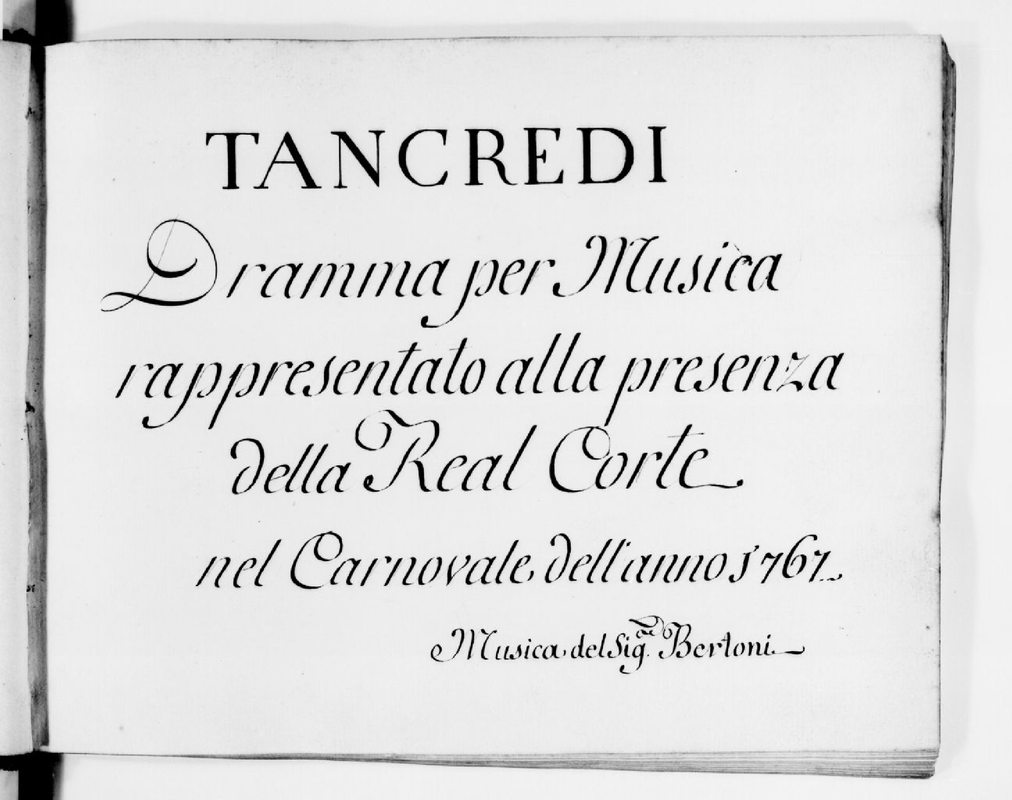 TANCREDI
Dramma per Musica
rappresentato alla presenza
della Real Corte
nel Carnovale dell'anno 1767.
Musica del Sig.re Bertoni